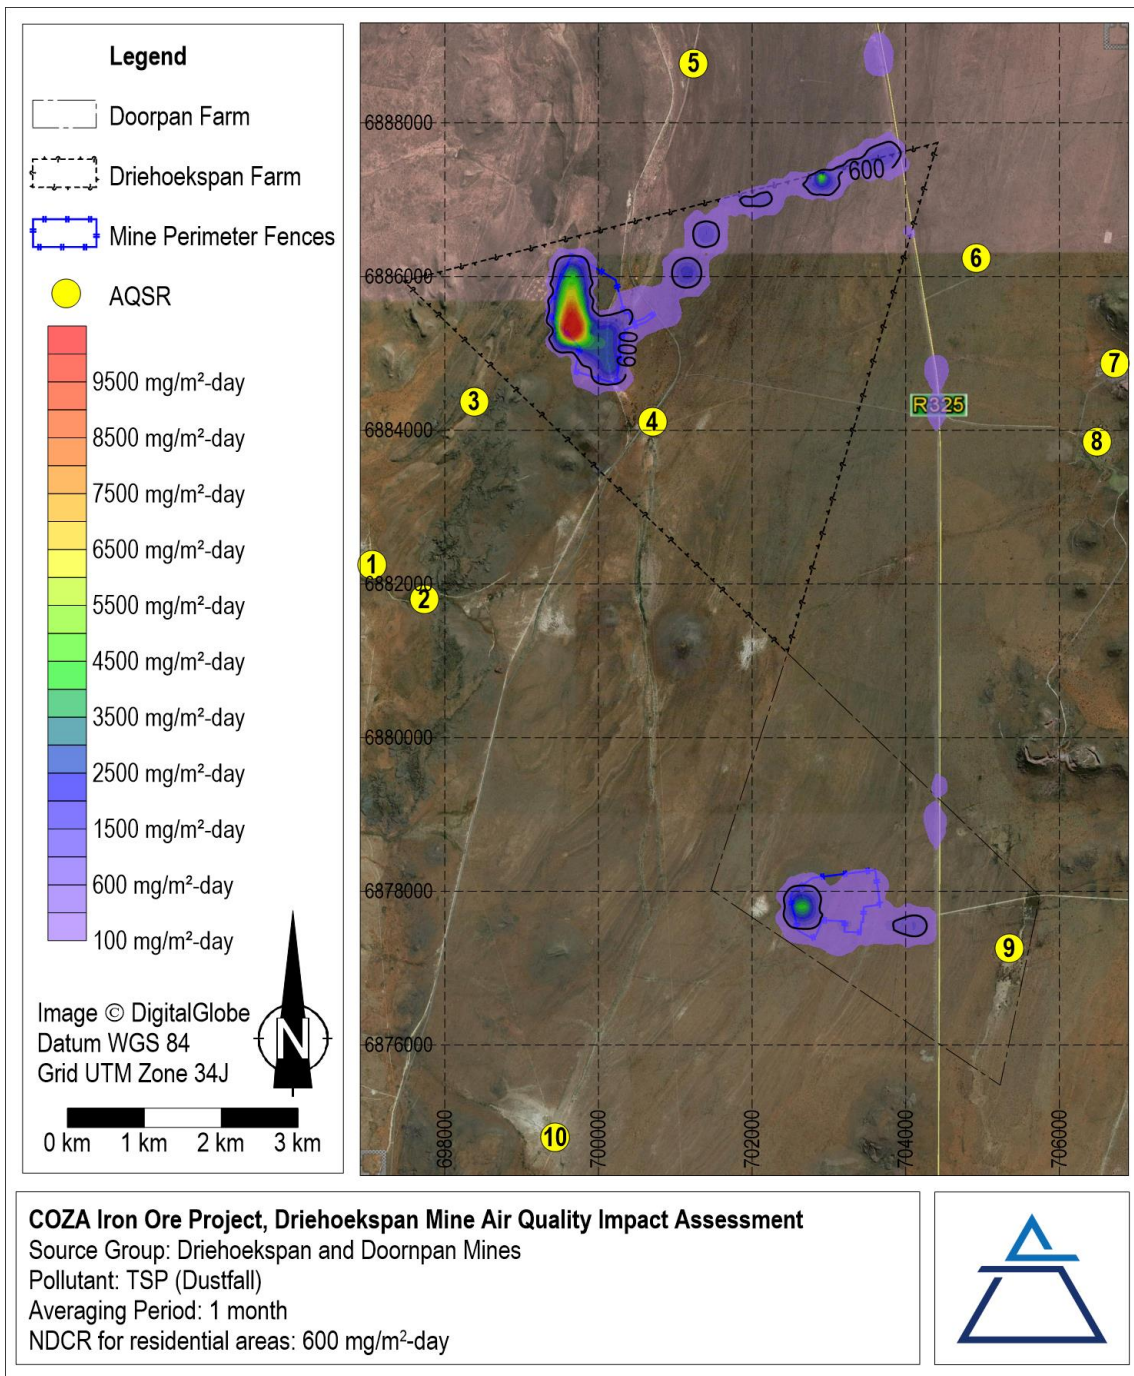 Legend
Doorpan Farm
Driehoekspan Farm
Mine Perimeter Fences
AQSR
9500 mg/m²-day
8500 mg/m²-day
7500 mg/m²-day
6500 mg/m²-day
5500 mg/m²-day
4500 mg/m²-day
3500 mg/m²-day
2500 mg/m²-day
1500 mg/m²-day
600 mg/m²-day
100 mg/m²-day
Image © DigitalGlobe
Datum WGS 84
Grid UTM Zone 34J
N
0 km 1 km 2 km 3 km
5
6888000
600
6
6886000
600
7
3
4
R325
6884000
8
1
6882000
2
6880000
6878000
9
6876000
10
698000
700000
702000
704000
706000
COZA Iron Ore Project, Driehoekspan Mine Air Quality Impact Assessment
Source Group: Driehoekspan and Doornpan Mines
Pollutant: TSP (Dustfall)
Averaging Period: 1 month
NDCR for residential areas: 600 mg/m²-day